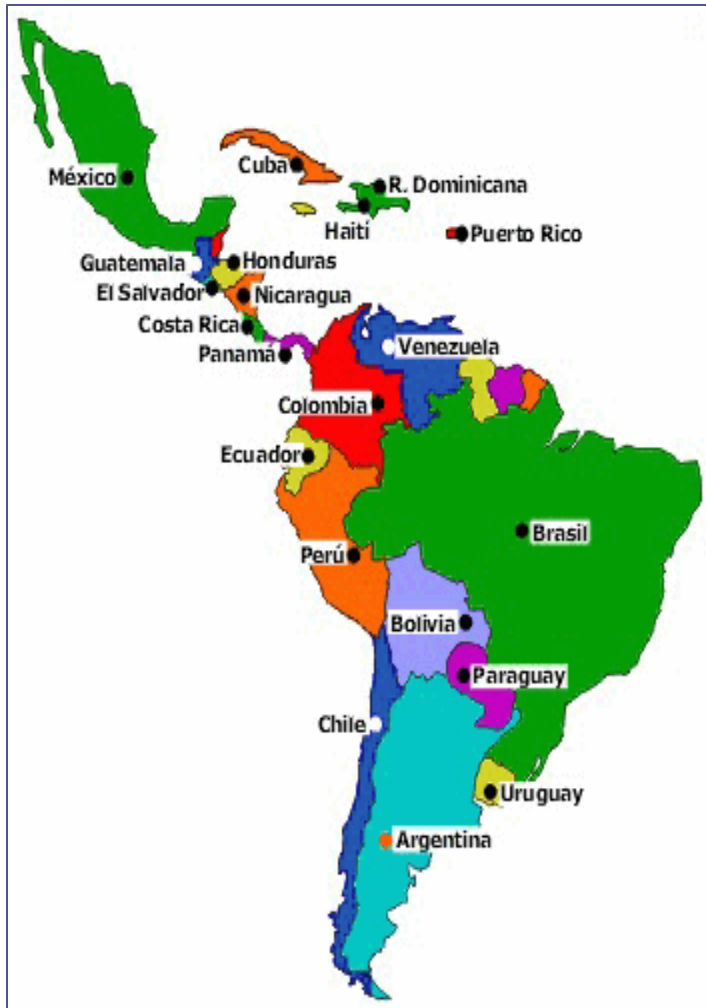 México
Cuba
R. Dominicana
Haití
Puerto Rico
Guatemala
Honduras
El Salvador
Nicaragua
Costa Rica
Panamá
Venezuela
Colombia
Ecuador
Brasil
Perú
Bolivia
Paraguay
Chile
Uruguay
Argentina